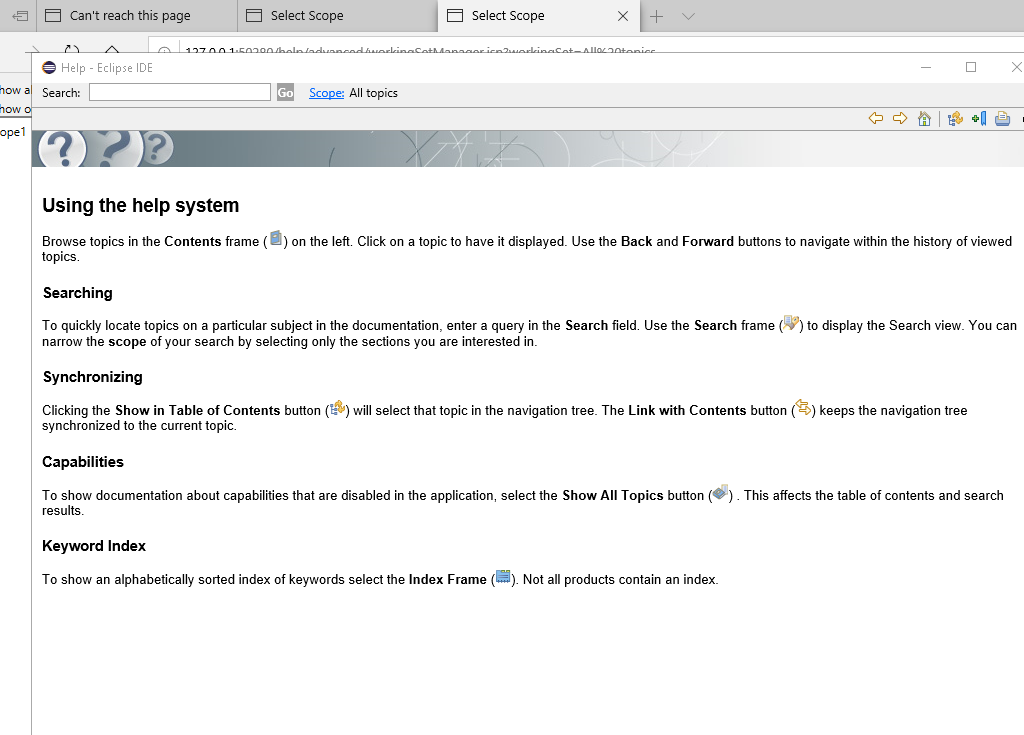 Can't reach this page
Select Scope
Select Scope
127.0.0.1:50280/help/advanced/workingSetManager.jsp?workingSet=All%20topics
Help - Eclipse IDE
how a
Search:
Go
Scope: All topics
how o
ope1
Using the help system
Browse topics in the Contents frame ( ) on the left. Click on a topic to have it displayed. Use the Back and Forward buttons to navigate within the history of viewed
topics.
Searching
To quickly locate topics on a particular subject in the documentation, enter a query in the Search field. Use the Search frame ( ) to display the Search view. You can
narrow the scope of your search by selecting only the sections you are interested in.
Synchronizing
Clicking the Show in Table of Contents button ( ) will select that topic in the navigation tree. The Link with Contents button ( ) keeps the navigation tree
synchronized to the current topic.
Capabilities
To show documentation about capabilities that are disabled in the application, select the Show All Topics button ( ) . This affects the table of contents and search
results.
Keyword Index
To show an alphabetically sorted index of keywords select the Index Frame ( ). Not all products contain an index.